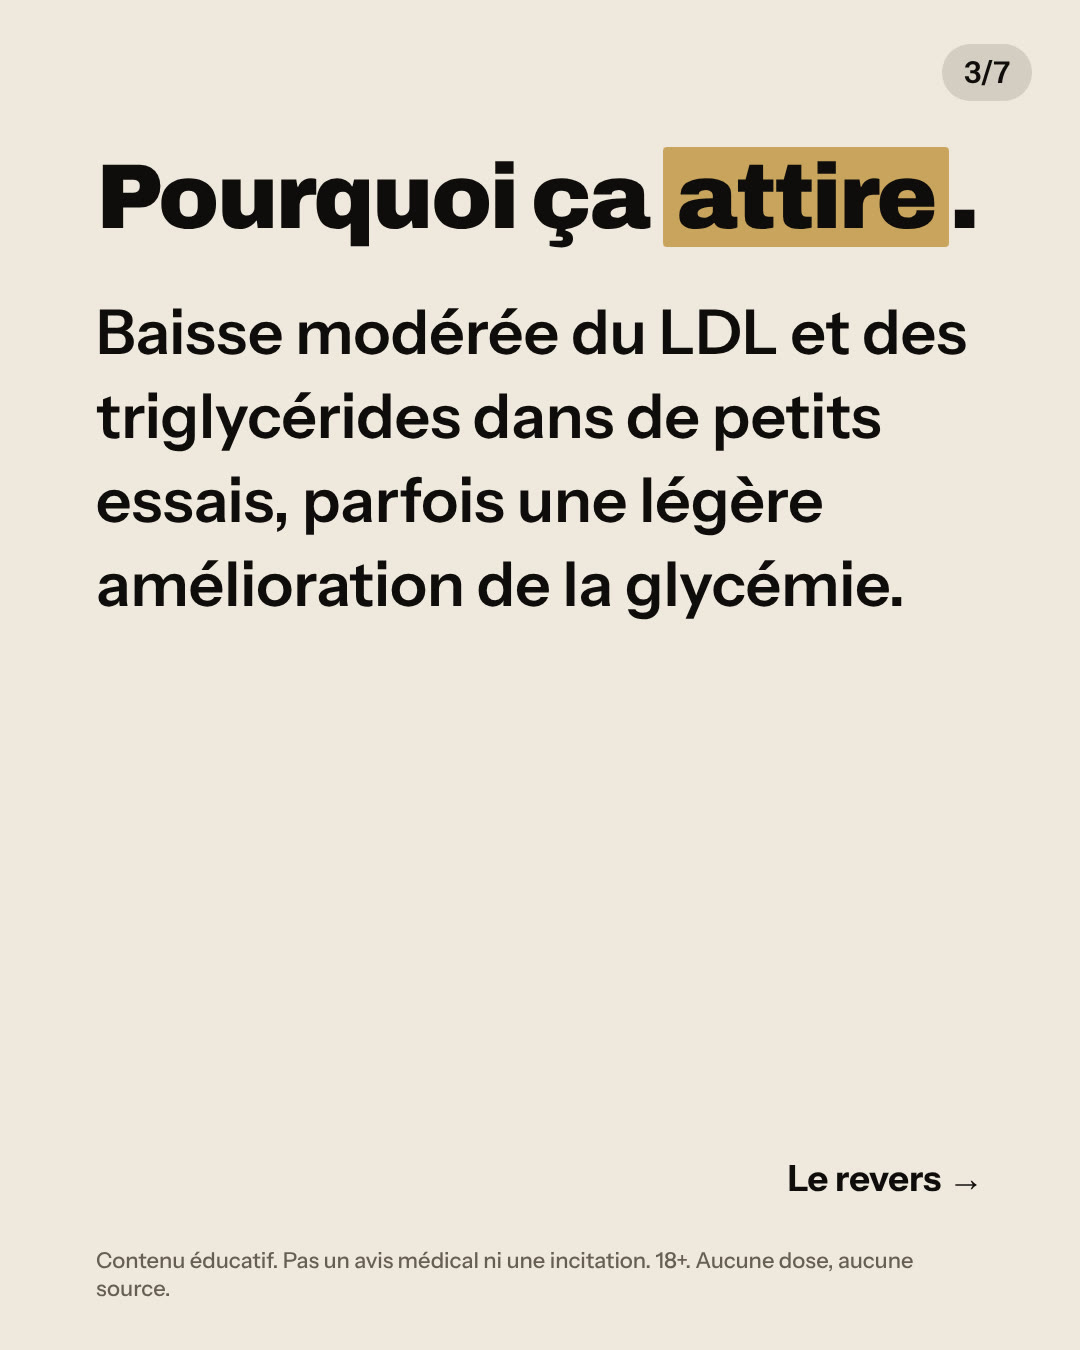 3/7
Pourquoi ça attire.
Baisse modérée du LDL et des
triglycérides dans de petits
essais, parfois une légère
amélioration de la glycémie.
Le revers →
Contenu éducatif. Pas un avis médical ni une incitation. 18+. Aucune dose, aucune
source.